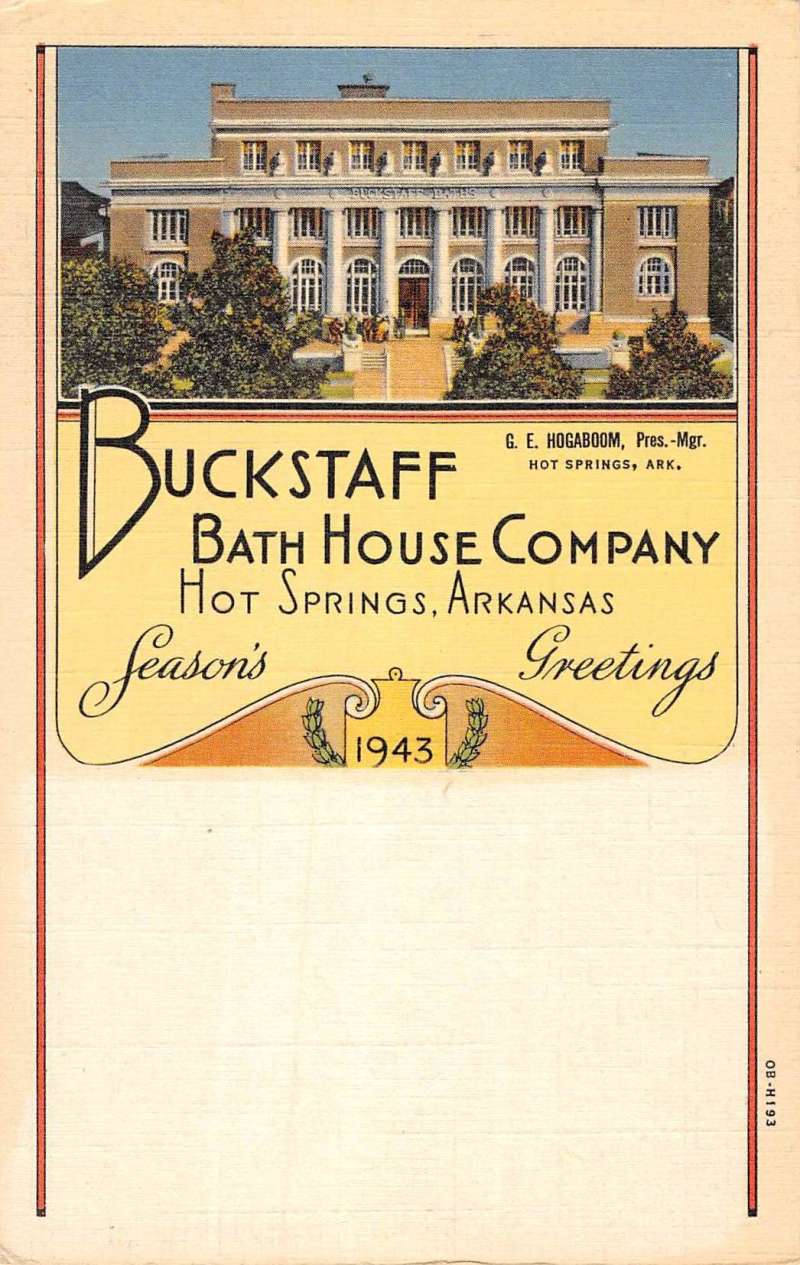 BUCKSTAFF BATHS
G. E. HOGABOOM, Pres.-Mgr.
HOT SPRINGS, ARK.
BUCKSTAFF
BATH HOUSE COMPANY
HOT SPRINGS, ARKANSAS
Season's Greetings
1943
OB-H193